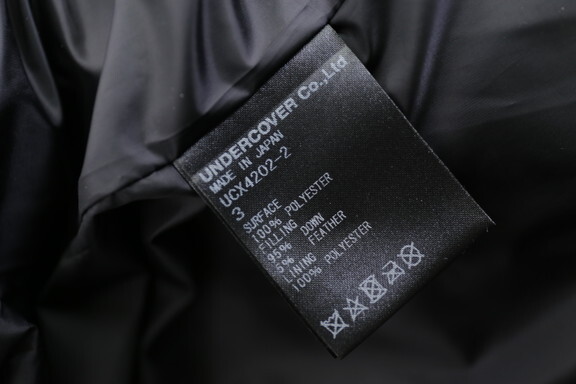 UNDERCOVER Co.,Ltd
MADE IN JAPAN
UCX4202-2
3
SURFACE
100% POLYESTER
FILLING
95% DOWN
5% FEATHER
LINING
100% POLYESTER